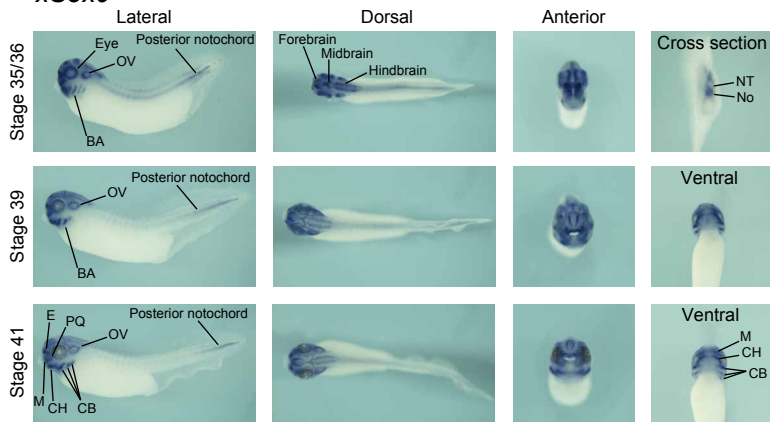 Lateral
Dorsal
Anterior
Stage 35/36
Eye
OV
Posterior notochord
BA
Forebrain
Midbrain
Hindbrain
Cross section
NT
No
Stage 39
OV
Posterior notochord
BA
Ventral
Stage 41
E
PQ
OV
Posterior notochord
M
CH
CB
Ventral
M
CH
CB